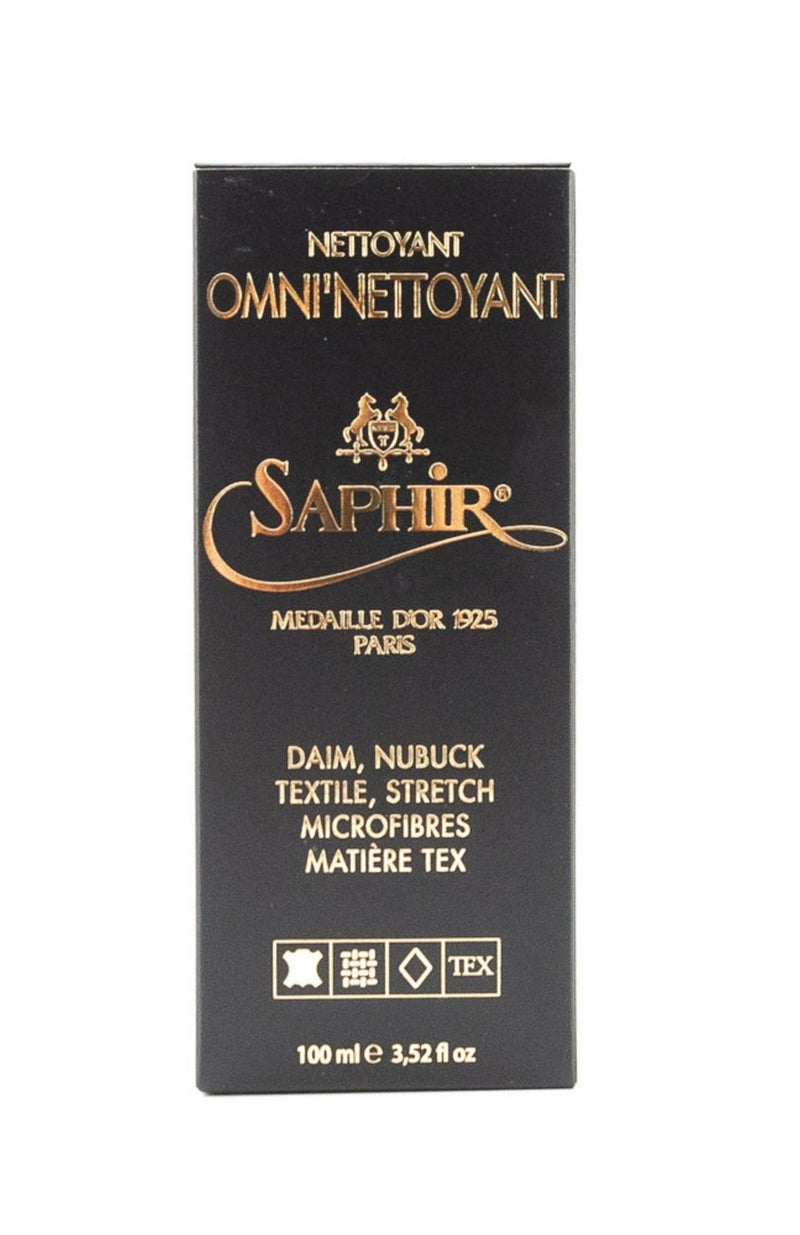 NETTOYANT
OMNI'NETTOYANT
SAPHIR®
MEDAILLE D'OR 1925
PARIS
DAIM, NUBUCK
TEXTILE, STRETCH
MICROFIBRES
MATIÈRE TEX
TEX
100 ml e 3,52 fl oz